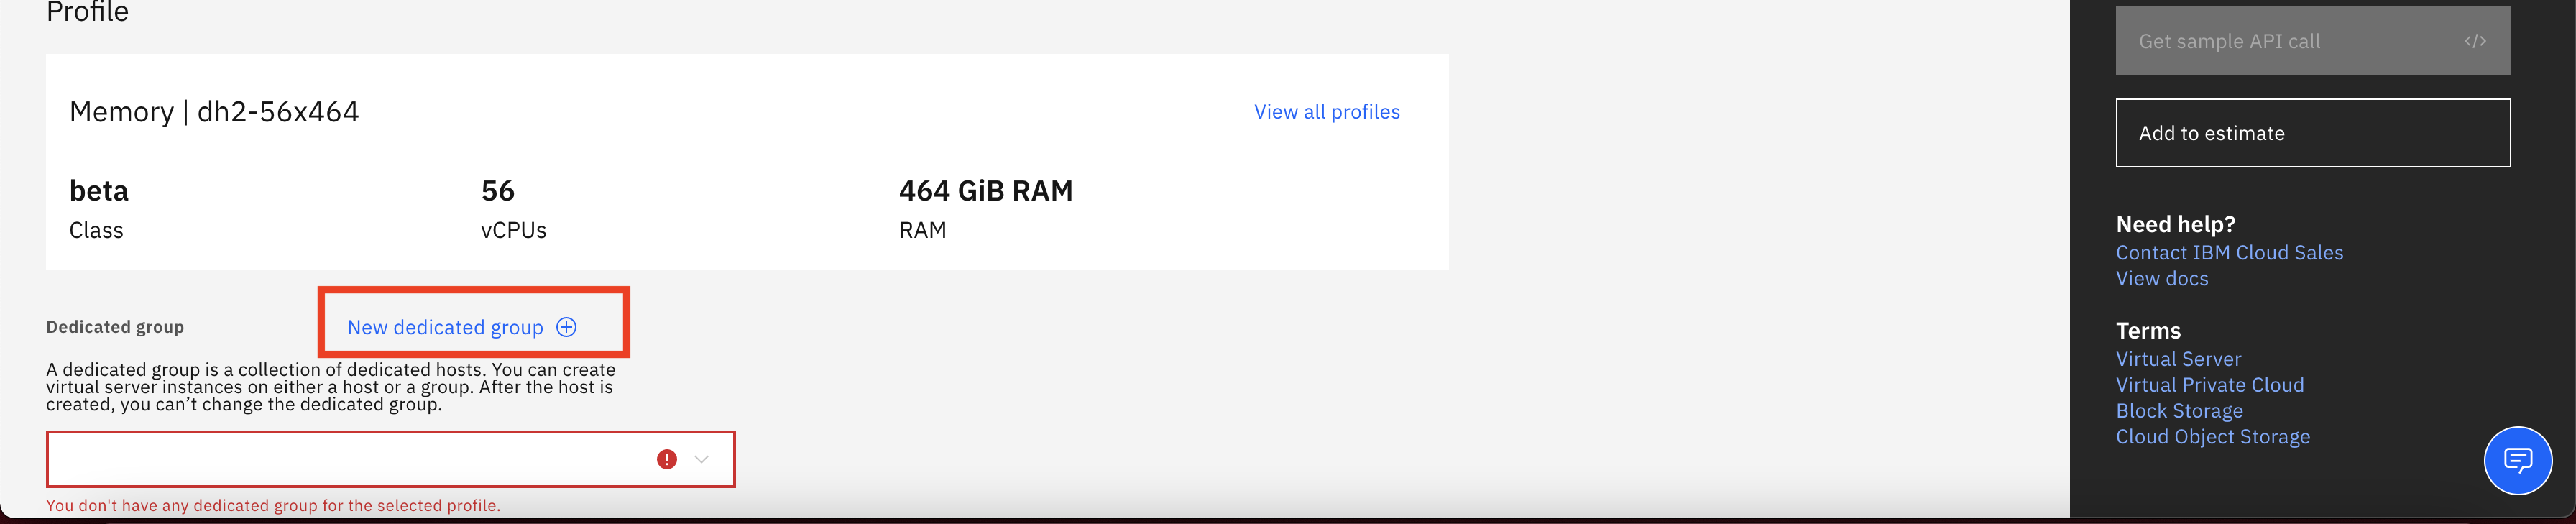 Profile
Memory | dh2-56x464
View all profiles
beta
Class
56
vCPUs
464 GiB RAM
RAM
Dedicated group
New dedicated group
A dedicated group is a collection of dedicated hosts. You can create
virtual server instances on either a host or a group. After the host is
created, you can’t change the dedicated group.
You don't have any dedicated group for the selected profile.
Get sample API call </>
Add to estimate
Need help?
Contact IBM Cloud Sales
View docs
Terms
Virtual Server
Virtual Private Cloud
Block Storage
Cloud Object Storage